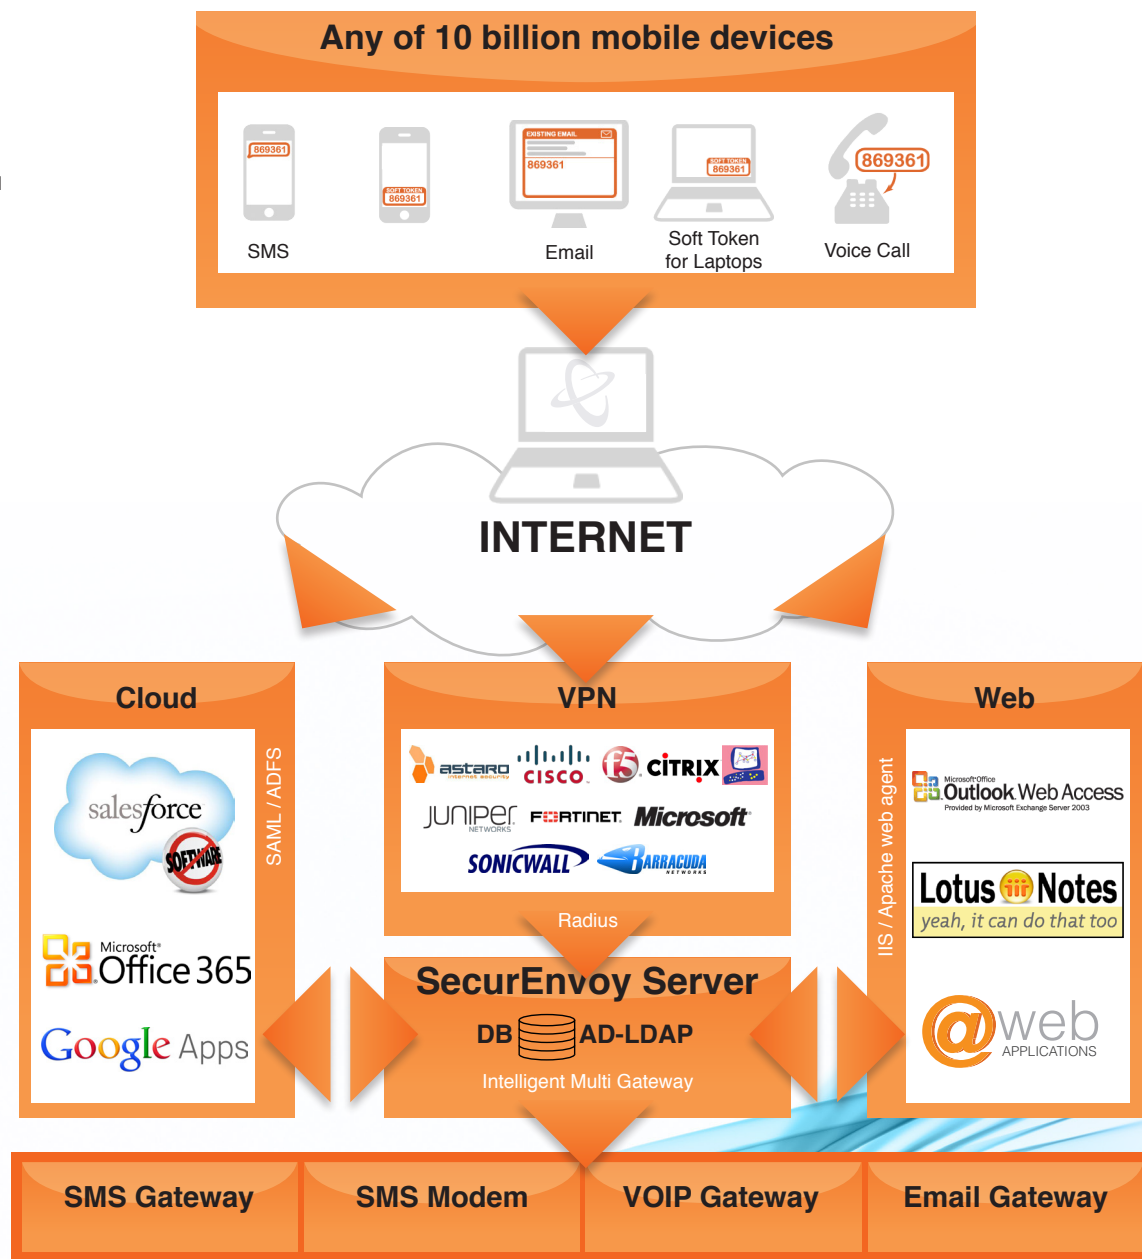 Any of 10 billion mobile devices
869361
SOFT TOKEN
869361
EXISTING EMAIL
869361
SOFT TOKEN
869361
869361
SMS
Email
Soft Token
for Laptops
Voice Call
INTERNET
Cloud
salesforce
SOFTWARE
Microsoft®
Office 365
Google Apps
SAML / ADFS
VPN
astaro
internet security
CISCO
f5
CITRIX
JUNIPER
NETWORKS
FORTINET
Microsoft
SONICWALL
BARRACUDA
NETWORKS
Radius
Web
IIS / Apache web agent
Microsoft® Office
Outlook Web Access
Provided by Microsoft Exchange Server 2003
Lotus Notes
yeah, it can do that too
@web
APPLICATIONS
SecurEnvoy Server
DB AD-LDAP
Intelligent Multi Gateway
SMS Gateway
SMS Modem
VOIP Gateway
Email Gateway